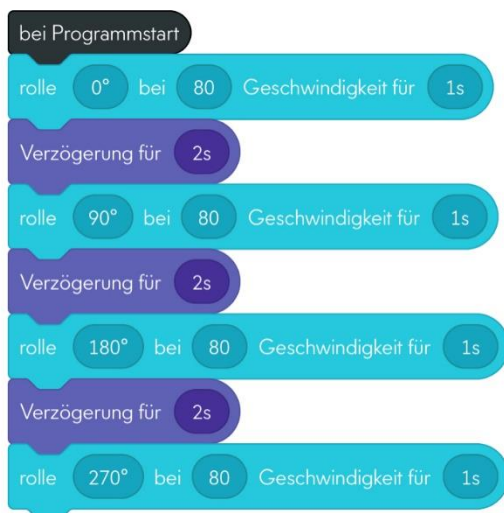 bei Programmstart
rolle 0° bei 80 Geschwindigkeit für 1s
Verzögerung für 2s
rolle 90° bei 80 Geschwindigkeit für 1s
Verzögerung für 2s
rolle 180° bei 80 Geschwindigkeit für 1s
Verzögerung für 2s
rolle 270° bei 80 Geschwindigkeit für 1s